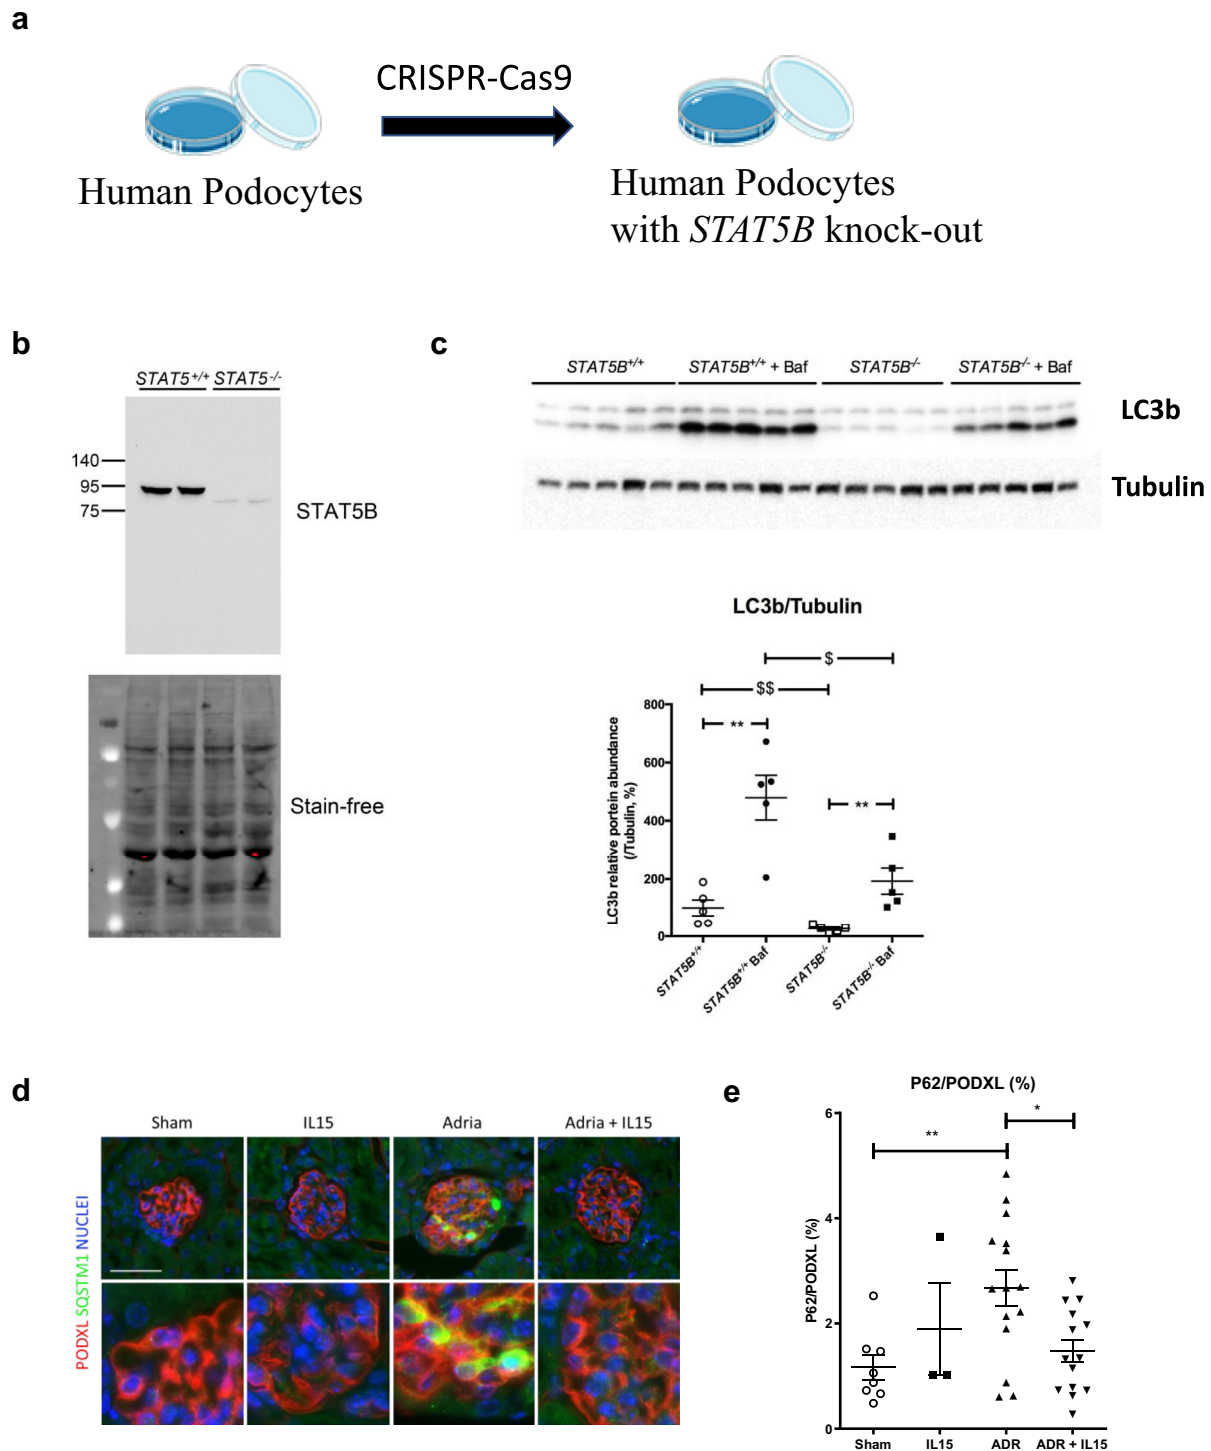 a
CRISPR-Cas9
Human Podocytes
Human Podocytes
with STAT5B knock-out
b
STAT5+/+ STAT5-/-
140
95
75
STAT5B
Stain-free
c
STAT5B+/+ STAT5B+/+ + Baf STAT5B-/- STAT5B-/- + Baf
LC3b
Tubulin
LC3b/Tubulin
$
$$
**
**
LC3b relative portein abundance
(/Tubulin, %)
800
600
400
200
0
STAT5B+/+
STAT5B+/+ Baf
STAT5B-/-
STAT5B-/- Baf
d
Sham IL15 Adria Adria + IL15
PODXL SQSTM1 NUCLEI
e
P62/PODXL (%)
*
**
P62/PODXL (%)
6
4
2
0
Sham IL15 ADR ADR + IL15